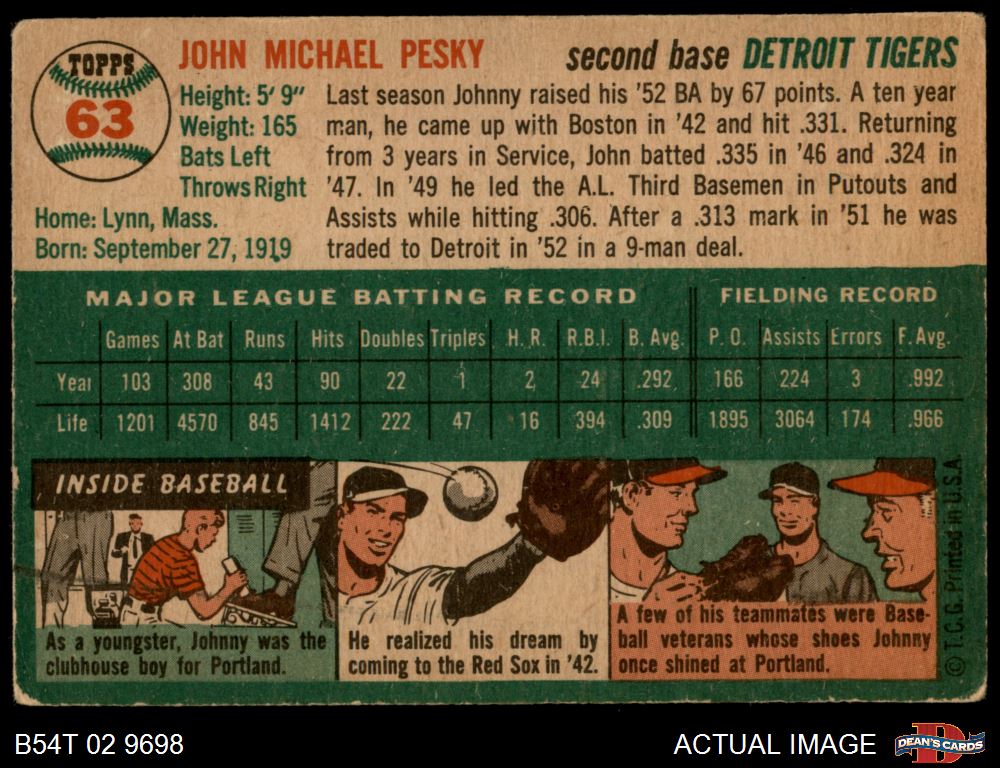 TOPPS
63
JOHN MICHAEL PESKY second base DETROIT TIGERS
Height: 5' 9"
Weight: 165
Bats Left
Throws Right
Home: Lynn, Mass.
Born: September 27, 1919
Last season Johnny raised his '52 BA by 67 points. A ten year
man, he came up with Boston in '42 and hit .331. Returning
from 3 years in Service, John batted .335 in '46 and .324 in
'47. In '49 he led the A.L. Third Basemen in Putouts and
Assists while hitting .306. After a .313 mark in '51 he was
traded to Detroit in '52 in a 9-man deal.
MAJOR LEAGUE BATTING RECORD FIELDING RECORD
Games At Bat Runs Hits Doubles Triples H. R. R.B.I. B. Avg. P. O. Assists Errors F. Avg.
Year 103 308 43 90 22 1 2 24 .292 166 224 3 .992
Life 1201 4570 845 1412 222 47 16 394 .309 1895 3064 174 .966
INSIDE BASEBALL
As a youngster, Johnny was the
clubhouse boy for Portland.
He realized his dream by
coming to the Red Sox in '42.
A few of his teammates were Base-
ball veterans whose shoes Johnny
once shined at Portland.
© T.C.G. Printed in U.S.A.
B54T 02 9698
ACTUAL IMAGE
DEAN'S CARDS